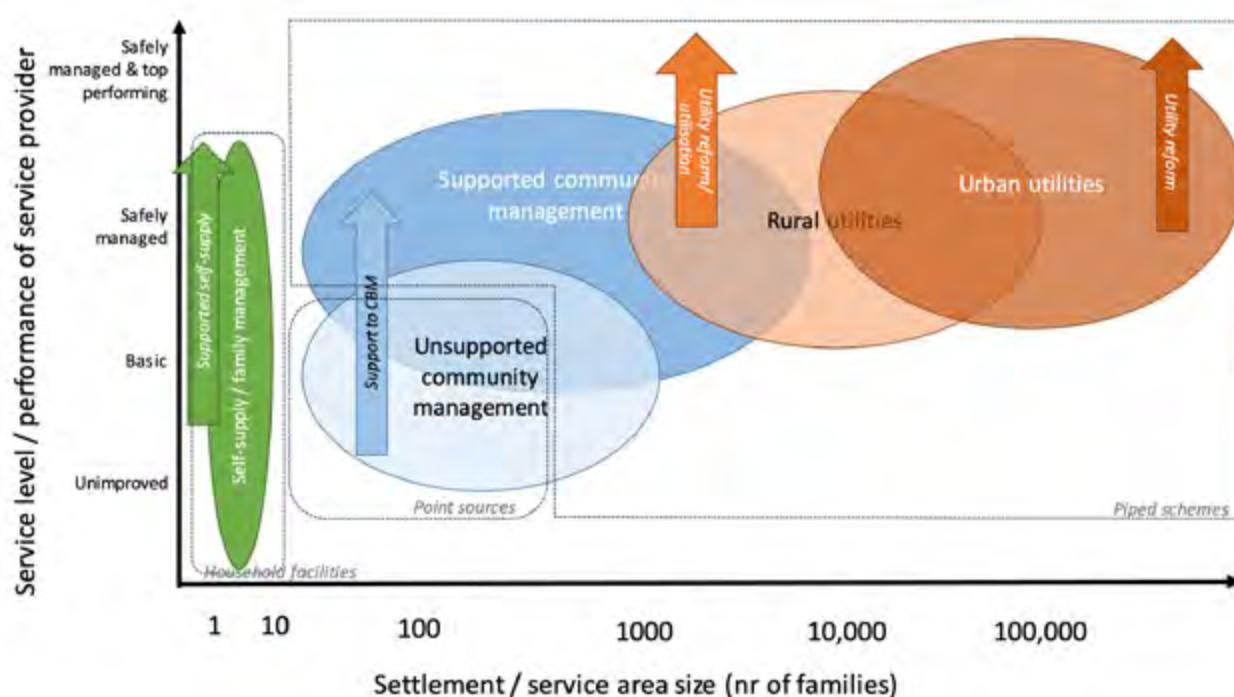 Service level / performance of service provider
Safely
managed & top
performing
Safely
managed
Basic
Unimproved
Supported self-supply
Self-supply / family management
Household facilities
Support to CBM
Supported communi
management
Unsupported
community
management
Point sources
Utility reform/
utilisation
Rural utilities
Urban utilities
Utility reform
Piped schemes
1
10
100
1000
10,000
100,000
Settlement / service area size (nr of families)